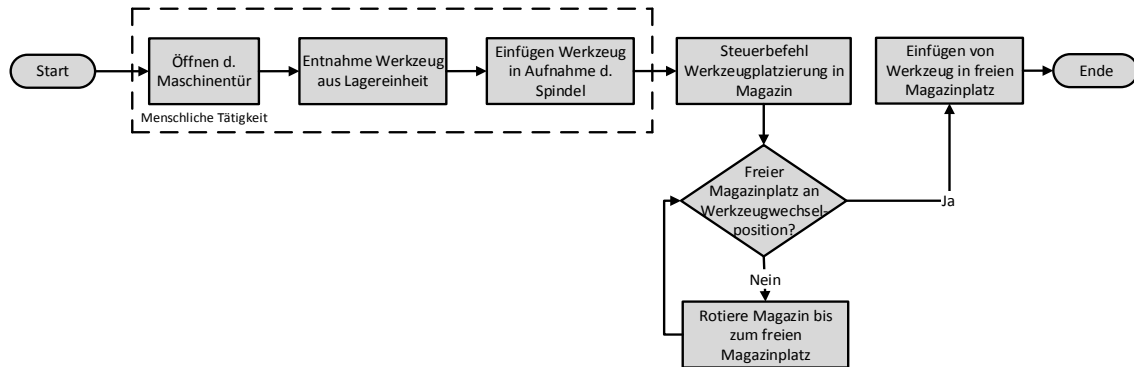 Start
Öffnen d.
Maschinentür
Entnahme Werkzeug
aus Lagereinheit
Einfügen Werkzeug
in Aufnahme d.
Spindel
Menschliche Tätigkeit
Steuerbefehl
Werkzeugplatzierung in
Magazin
Einfügen von
Werkzeug in freien
Magazinplatz
Ende
Freier
Magazinplatz an
Werkzeugwechsel-
position?
Ja
Nein
Rotiere Magazin bis
zum freien
Magazinplatz